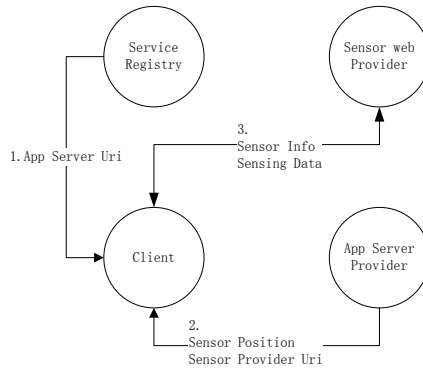 Service
Registry
Sensor web
Provider
1.App Server Uri
3.
Sensor Info
Sensing Data
Client
App Server
Provider
2.
Sensor Position
Sensor Provider Uri